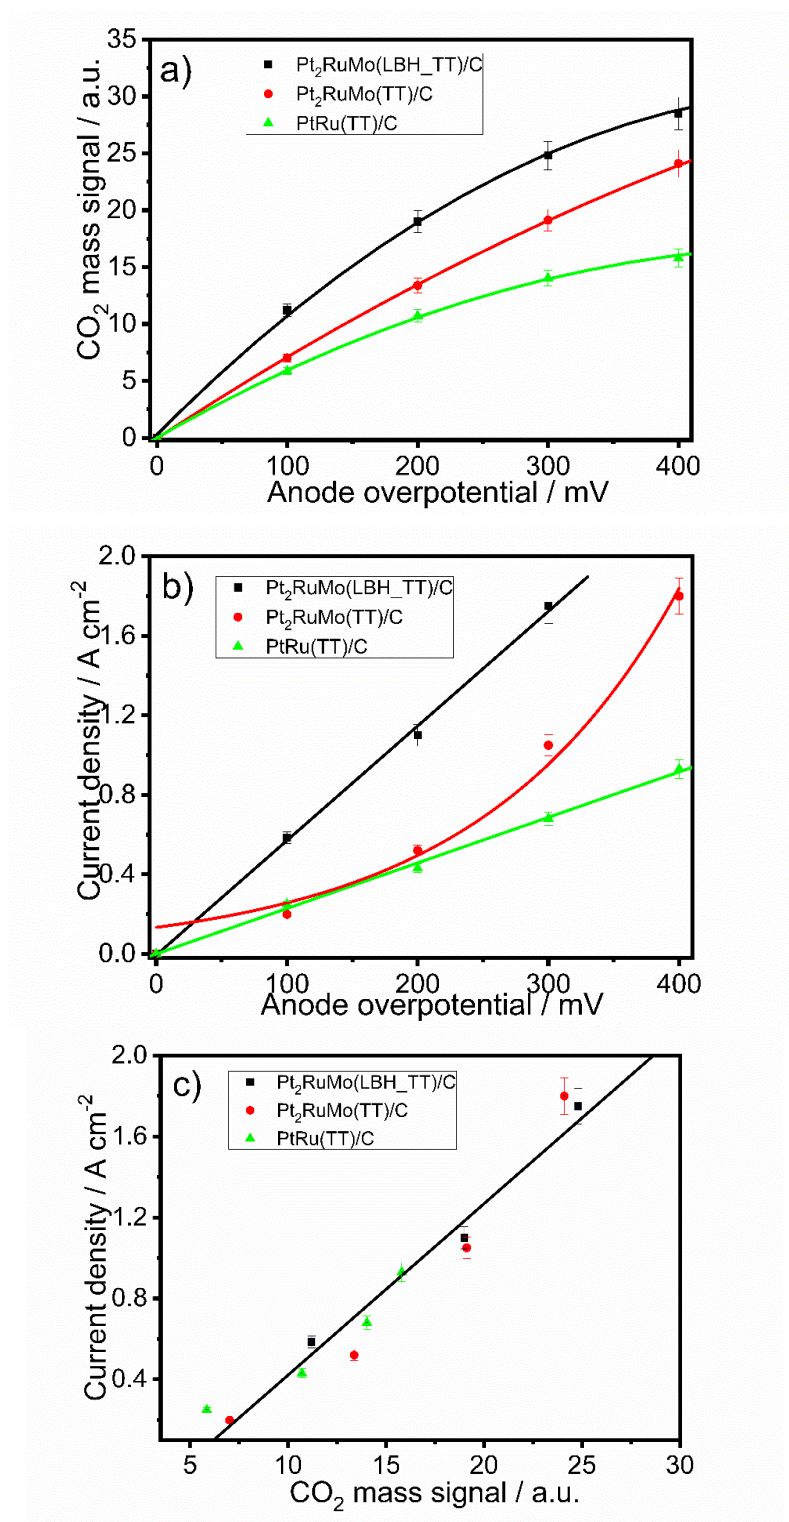 a)
Pt₂RuMo(LBH_TT)/C
Pt₂RuMo(TT)/C
PtRu(TT)/C
CO₂ mass signal / a.u.
35
30
25
20
15
10
5
0
0 100 200 300 400
Anode overpotential / mV
b)
Pt₂RuMo(LBH_TT)/C
Pt₂RuMo(TT)/C
PtRu(TT)/C
Current density / A cm⁻²
2.0
1.6
1.2
0.8
0.4
0.0
0 100 200 300 400
Anode overpotential / mV
c)
Pt₂RuMo(LBH_TT)/C
Pt₂RuMo(TT)/C
PtRu(TT)/C
Current density / A cm⁻²
2.0
1.6
1.2
0.8
0.4
5 10 15 20 25 30
CO₂ mass signal / a.u.